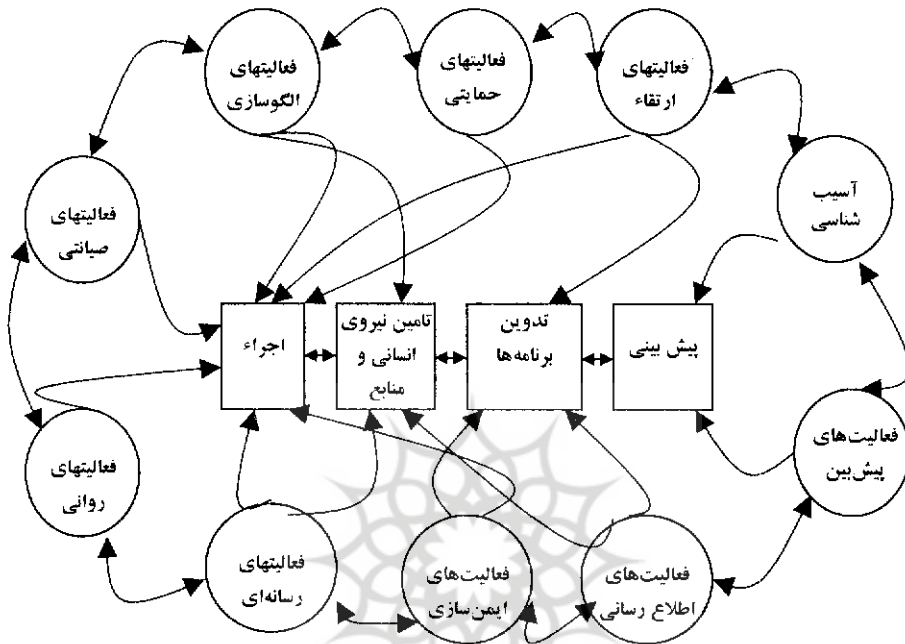 فعالیتهای
ارتقاء
فعالیتهای
حمایتی
فعالیتهای
الگوسازی
آسیب
شناسی
فعالیتهای
صیانتی
پیش بینی
تدوین
برنامه‌ها
تامین نیروی
انسانی و
منابع
اجراء
فعالیت‌های
پیش‌بین
فعالیتهای
روانی
فعالیت‌های
اطلاع رسانی
فعالیت‌های
ایمن‌سازی
فعالیتهای
رسانه‌ای